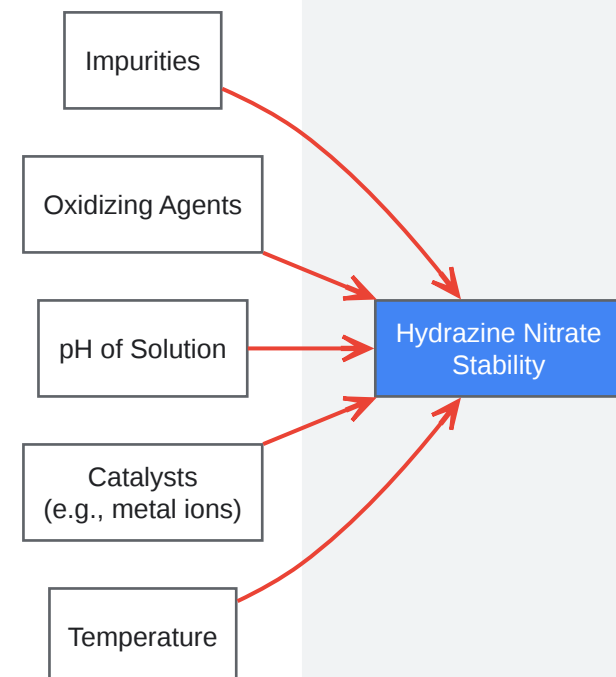 Impurities
Oxidizing Agents
pH of Solution
Hydrazine Nitrate
Stability
Catalysts
(e.g., metal ions)
Temperature